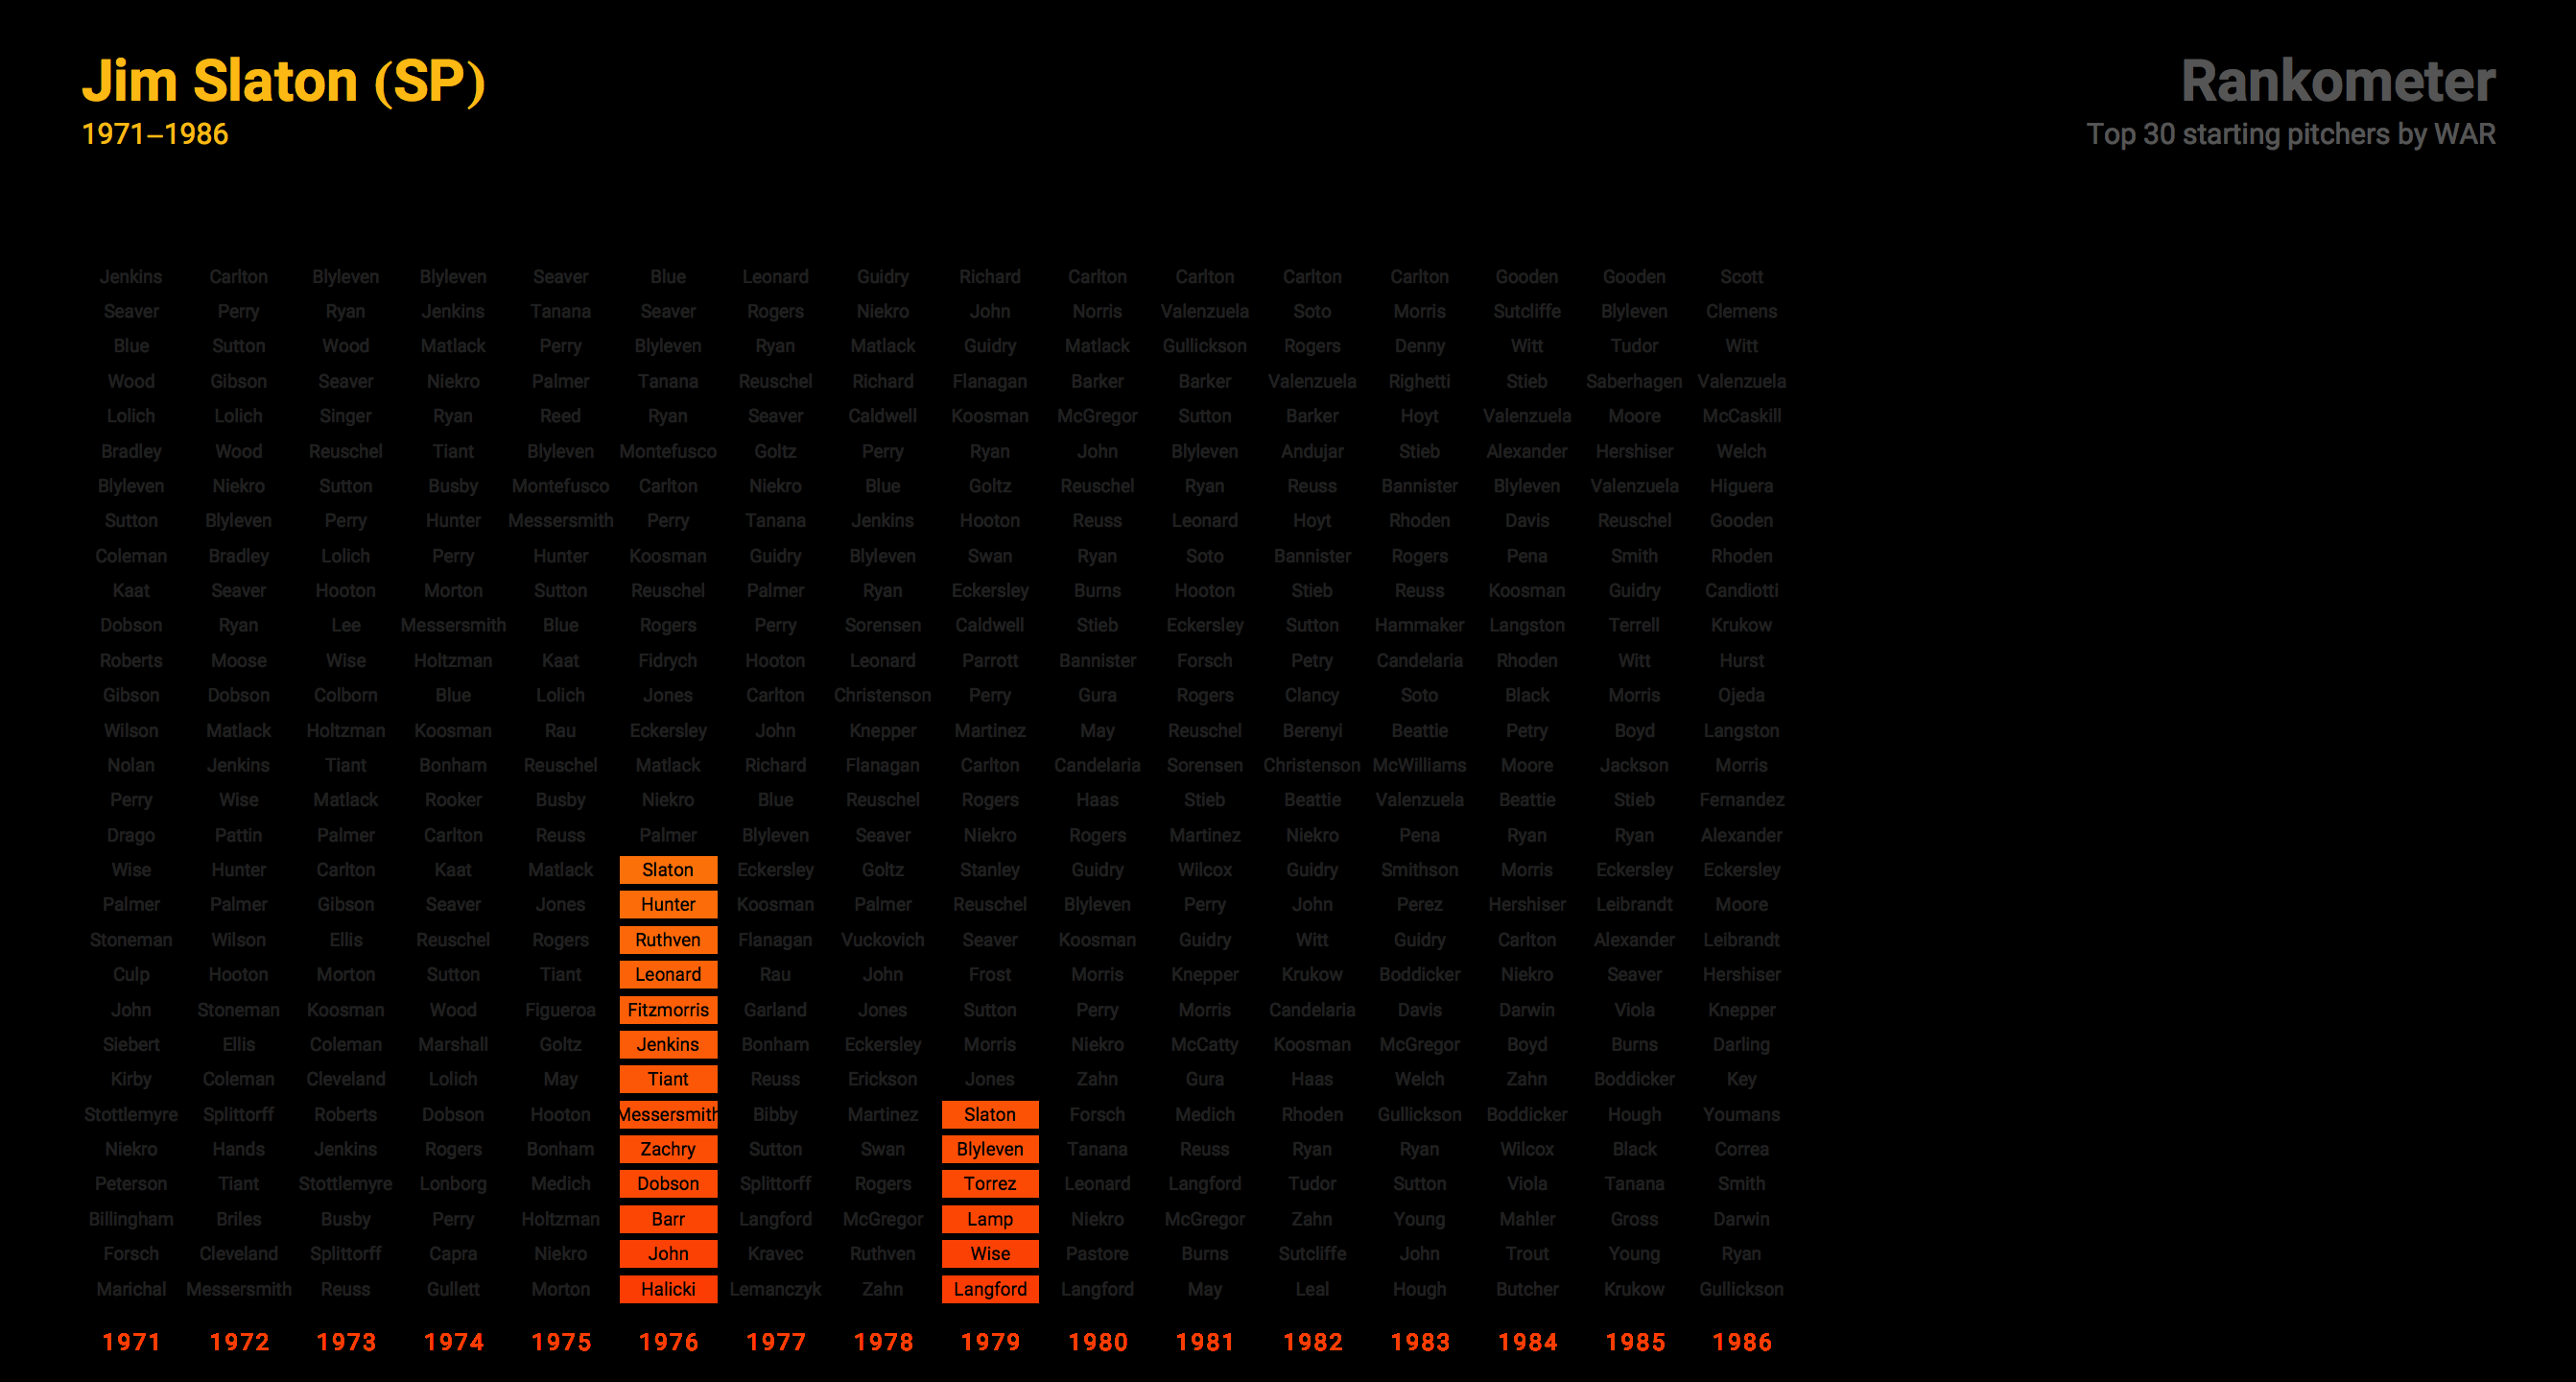 Jim Slaton (SP)
1971–1986
Rankometer
Top 30 starting pitchers by WAR
Jenkins Carlton Blyleven Blyleven Seaver Blue Leonard Guidry Richard Carlton Carlton Carlton Carlton Gooden Gooden Scott
Seaver Perry Ryan Jenkins Tanana Seaver Rogers Niekro John Norris Valenzuela Soto Morris Sutcliffe Blyleven Clemens
Blue Sutton Wood Matlack Perry Blyleven Ryan Matlack Guidry Matlack Gullickson Rogers Denny Witt Tudor Witt
Wood Gibson Seaver Niekro Palmer Tanana Reuschel Richard Flanagan Barker Barker Valenzuela Righetti Stieb Saberhagen Valenzuela
Lolich Lolich Singer Ryan Reed Ryan Seaver Caldwell Koosman McGregor Sutton Barker Hoyt Valenzuela Moore McCaskill
Bradley Wood Reuschel Tiant Blyleven Montefusco Goltz Perry Ryan John Blyleven Andujar Stieb Alexander Hershiser Welch
Blyleven Niekro Sutton Busby Montefusco Carlton Niekro Blue Goltz Reuschel Ryan Reuss Bannister Blyleven Valenzuela Higuera
Sutton Blyleven Perry Hunter Messersmith Perry Tanana Jenkins Hooton Reuss Leonard Hoyt Rhoden Davis Reuschel Gooden
Coleman Bradley Lolich Perry Hunter Koosman Guidry Blyleven Swan Ryan Soto Bannister Rogers Pena Smith Rhoden
Kaat Seaver Hooton Morton Sutton Reuschel Palmer Ryan Eckersley Burns Hooton Stieb Reuss Koosman Guidry Candiotti
Dobson Ryan Lee Messersmith Blue Rogers Perry Sorensen Caldwell Stieb Eckersley Sutton Hammaker Langston Terrell Krukow
Roberts Moose Wise Holtzman Kaat Fidrych Hooton Leonard Parrott Bannister Forsch Petry Candelaria Rhoden Witt Hurst
Gibson Dobson Colborn Blue Lolich Jones Carlton Christenson Perry Gura Rogers Clancy Soto Black Morris Ojeda
Wilson Matlack Holtzman Koosman Rau Eckersley John Knepper Martinez May Reuschel Berenyi Beattie Petry Boyd Langston
Nolan Jenkins Tiant Bonham Reuschel Matlack Richard Flanagan Carlton Candelaria Sorensen Christenson McWilliams Moore Jackson Morris
Perry Wise Matlack Rooker Busby Niekro Blue Reuschel Rogers Haas Stieb Beattie Valenzuela Beattie Stieb Fernandez
Drago Pattin Palmer Carlton Reuss Palmer Blyleven Seaver Niekro Rogers Martinez Niekro Pena Ryan Ryan Alexander
Wise Hunter Carlton Kaat Matlack Slaton Eckersley Goltz Stanley Guidry Wilcox Guidry Smithson Morris Eckersley Eckersley
Palmer Palmer Gibson Seaver Jones Hunter Koosman Palmer Reuschel Blyleven Perry John Perez Hershiser Leibrandt Moore
Stoneman Wilson Ellis Reuschel Rogers Ruthven Flanagan Vuckovich Seaver Koosman Guidry Witt Guidry Carlton Alexander Leibrandt
Culp Hooton Morton Sutton Tiant Leonard Rau John Frost Morris Knepper Krukow Boddicker Niekro Seaver Hershiser
John Stoneman Koosman Wood Figueroa Fitzmorris Garland Jones Sutton Perry Morris Candelaria Davis Darwin Viola Knepper
Siebert Ellis Coleman Marshall Goltz Jenkins Bonham Eckersley Morris Niekro McCatty Koosman McGregor Boyd Burns Darling
Kirby Coleman Cleveland Lolich May Tiant Reuss Erickson Jones Zahn Gura Haas Welch Zahn Boddicker Key
Stottlemyre Splittorff Roberts Dobson Hooton Messersmith Bibby Martinez Slaton Forsch Medich Rhoden Gullickson Boddicker Hough Youmans
Niekro Hands Jenkins Rogers Bonham Zachry Sutton Swan Blyleven Tanana Reuss Ryan Ryan Wilcox Black Correa
Peterson Tiant Stottlemyre Lonborg Medich Dobson Splittorff Rogers Torrez Leonard Langford Tudor Sutton Viola Tanana Smith
Billingham Briles Busby Perry Holtzman Barr Langford McGregor Lamp Niekro McGregor Zahn Young Mahler Gross Darwin
Forsch Cleveland Splittorff Capra Niekro John Kravec Ruthven Wise Pastore Burns Sutcliffe John Trout Young Ryan
Marichal Messersmith Reuss Gullett Morton Halicki Lemanczyk Zahn Langford Langford May Leal Hough Butcher Krukow Gullickson
1971 1972 1973 1974 1975 1976 1977 1978 1979 1980 1981 1982 1983 1984 1985 1986